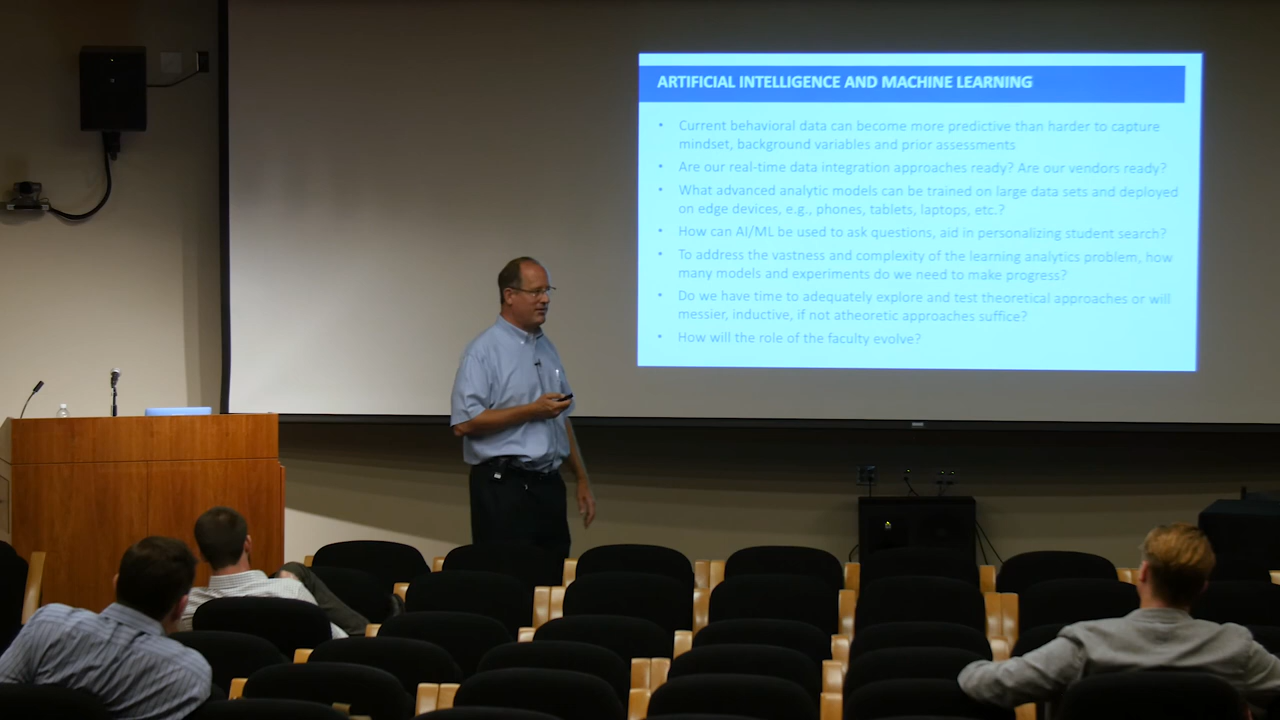 ARTIFICIAL INTELLIGENCE AND MACHINE LEARNING
• Current behavioral data can become more predictive than harder to capture
mindset, background variables and prior assessments
• Are our real-time data integration approaches ready? Are our vendors ready?
• What advanced analytic models can be trained on large data sets and deployed
on edge devices, e.g., phones, tablets, laptops, etc.?
• How can AI/ML be used to ask questions, aid in personalizing student search?
• To address the vastness and complexity of the learning analytics problem, how
many models and experiments do we need to make progress?
• Do we have time to adequately explore and test theoretical approaches or will
messier, inductive, if not atheoretic approaches suffice?
• How will the role of the faculty evolve?